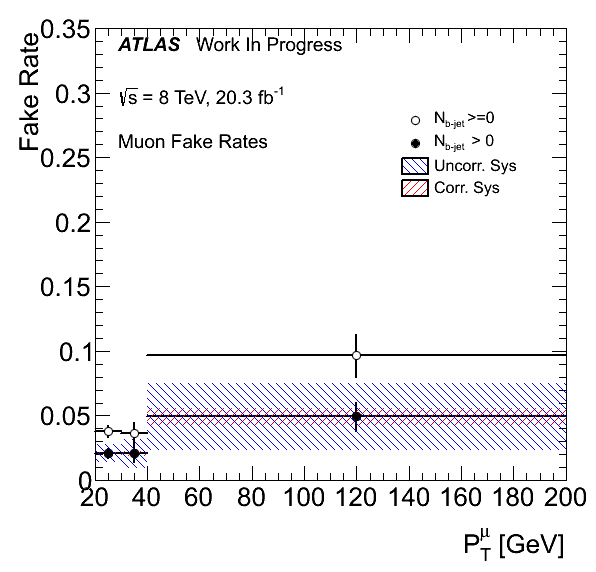 ATLAS Work In Progress
√s = 8 TeV, 20.3 fb⁻¹
Muon Fake Rates
N_b-jet >=0
N_b-jet > 0
Uncorr. Sys
Corr. Sys
Fake Rate
0.35
0.3
0.25
0.2
0.15
0.1
0.05
0
20 40 60 80 100 120 140 160 180 200
P_T^μ [GeV]